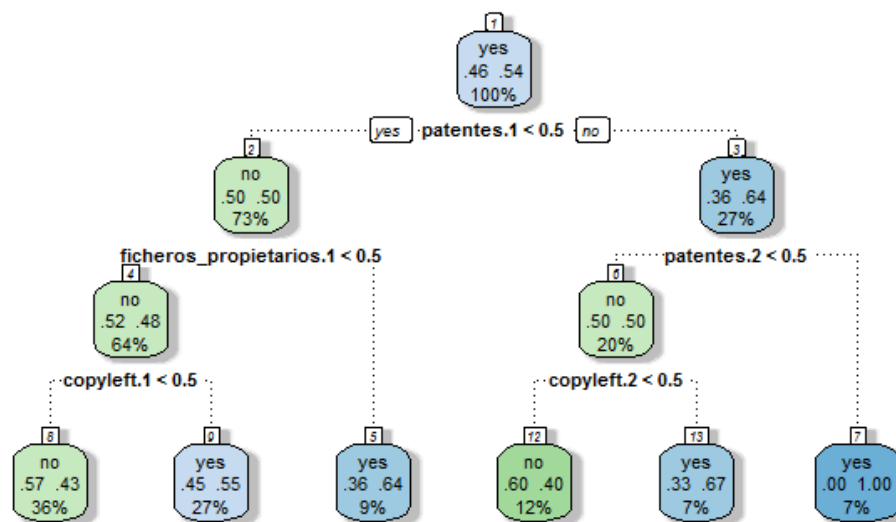 1
yes
.46 .54
100%
yes patentes.1 < 0.5 no
2
no
.50 .50
73%
3
yes
.36 .64
27%
ficheros_propietarios.1 < 0.5
patentes.2 < 0.5
4
no
.52 .48
64%
6
no
.50 .50
20%
copyleft.1 < 0.5
copyleft.2 < 0.5
8
no
.57 .43
36%
9
yes
.45 .55
27%
5
yes
.36 .64
9%
12
no
.60 .40
12%
13
yes
.33 .67
7%
7
yes
.00 1.00
7%